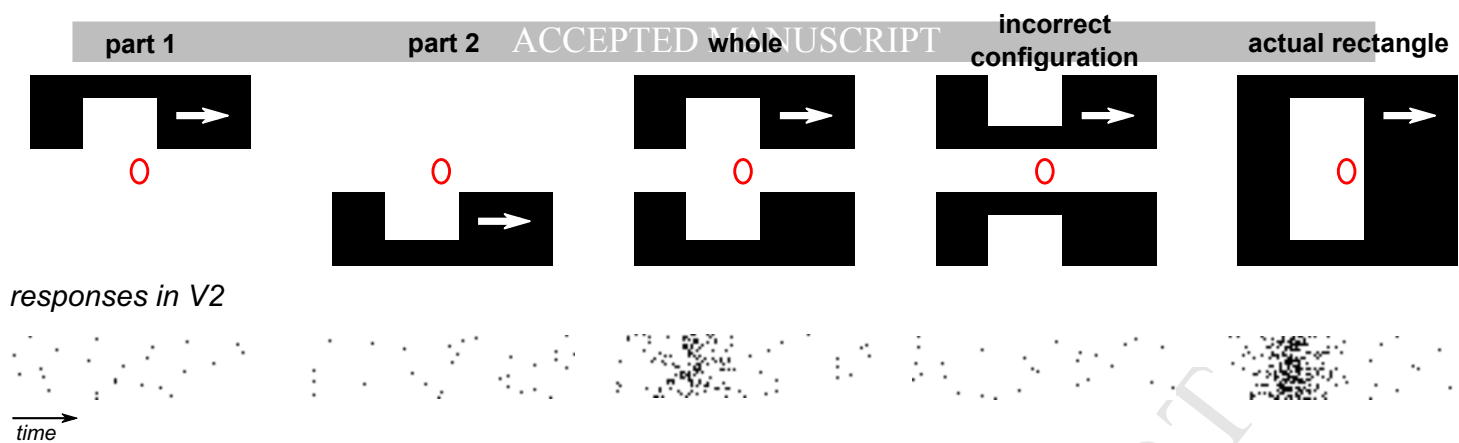 ACCEPTED MANUSCRIPT
part 1
part 2
whole
incorrect
configuration
actual rectangle
responses in V2
time